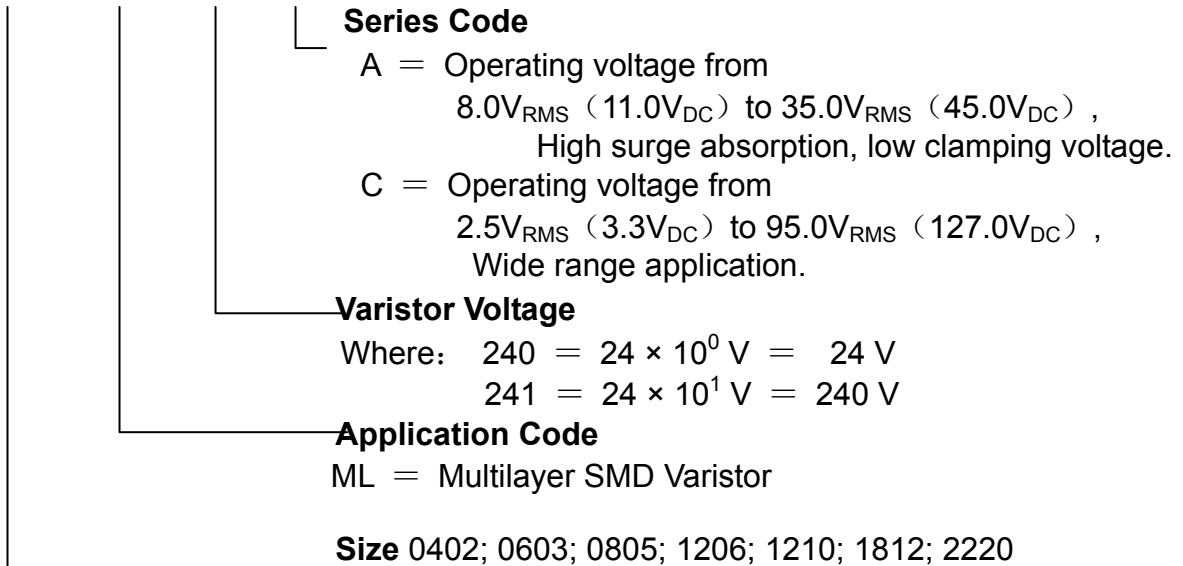 Series Code
A ＝ Operating voltage from
8.0VRMS（11.0VDC）to 35.0VRMS（45.0VDC）,
High surge absorption, low clamping voltage.
C ＝ Operating voltage from
2.5VRMS（3.3VDC）to 95.0VRMS（127.0VDC）,
Wide range application.
Varistor Voltage
Where： 240 ＝ 24 × 10⁰ V ＝ 24 V
241 ＝ 24 × 10¹ V ＝ 240 V
Application Code
ML ＝ Multilayer SMD Varistor
Size 0402; 0603; 0805; 1206; 1210; 1812; 2220